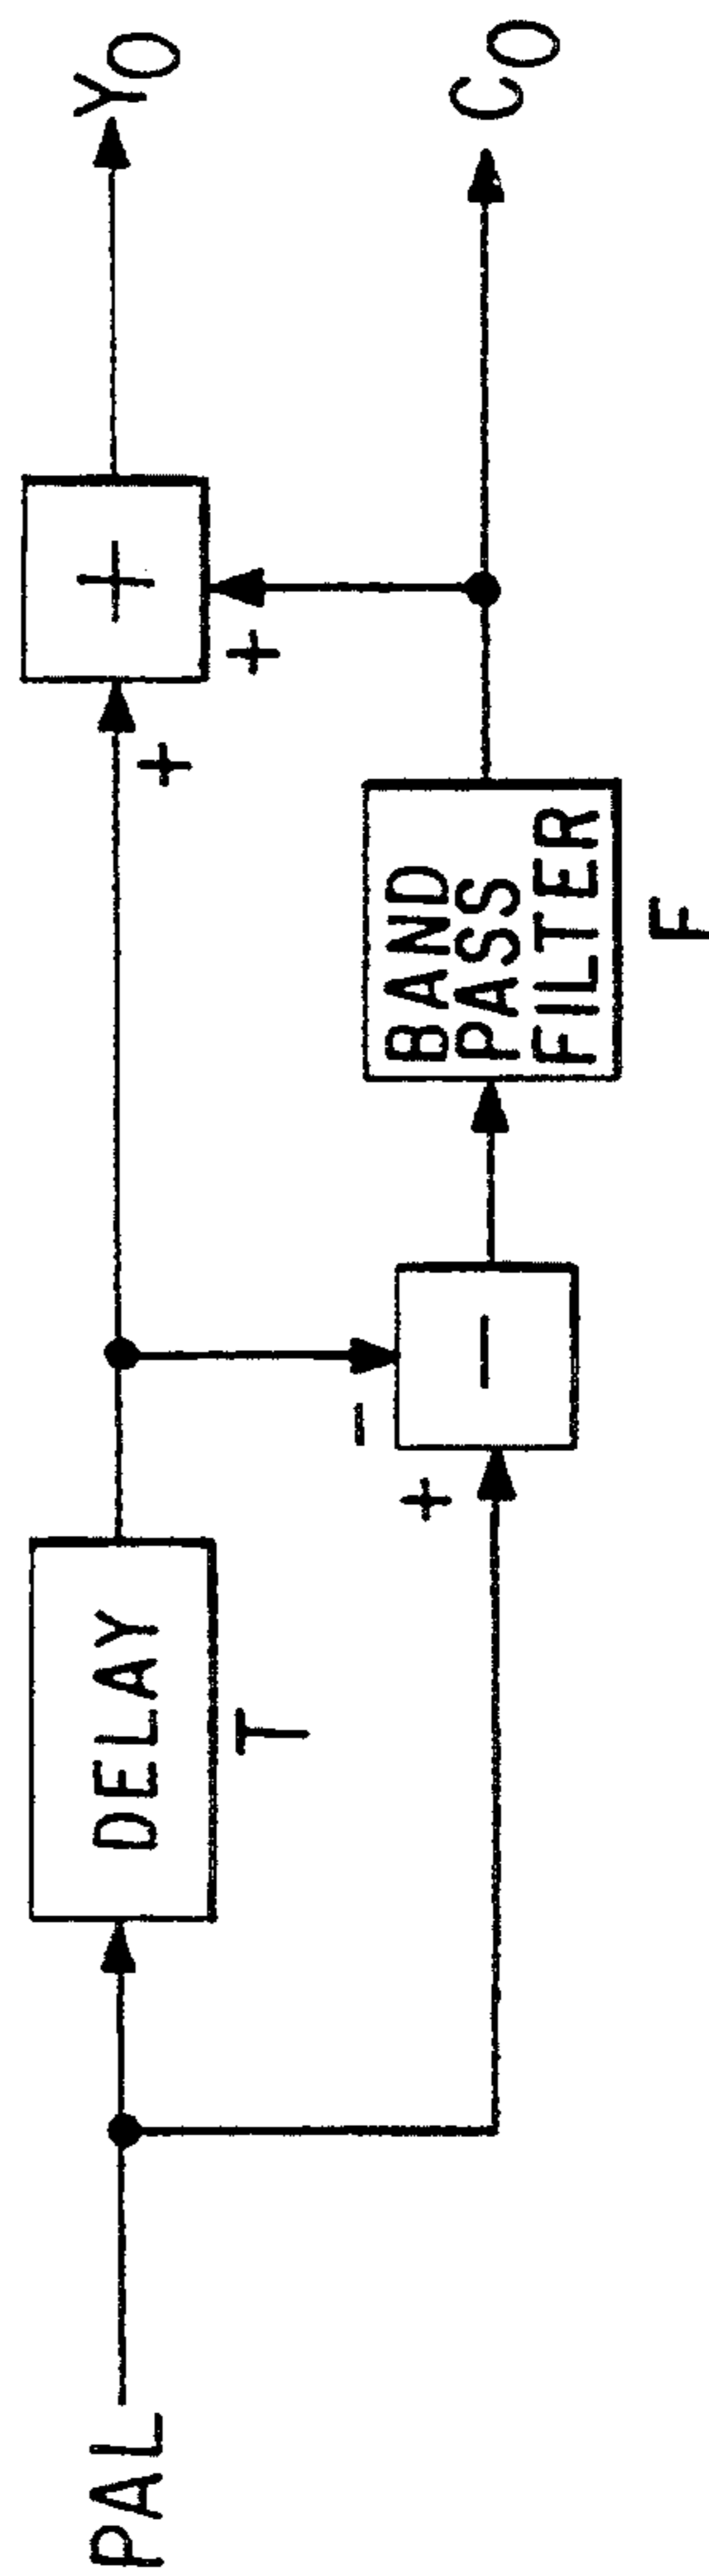 PAL
DELAY
T
+
-
-
BAND
PASS
FILTER
F
+
+
+
Y0
C0